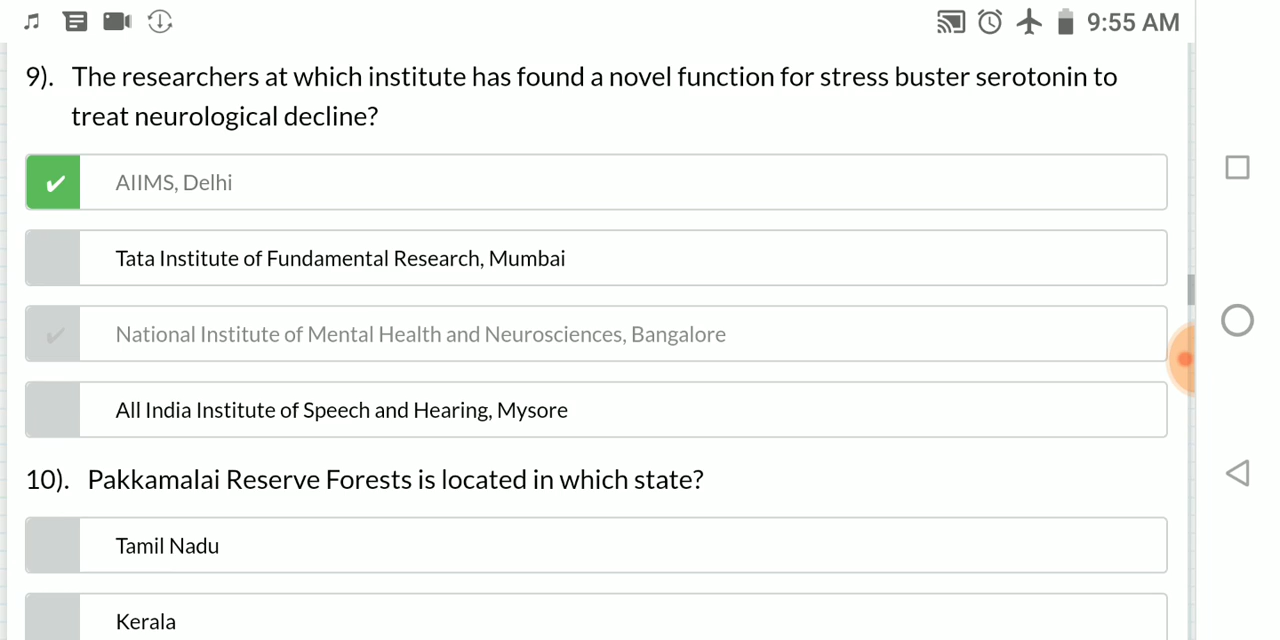 9:55 AM
9). The researchers at which institute has found a novel function for stress buster serotonin to
treat neurological decline?
AIIMS, Delhi
Tata Institute of Fundamental Research, Mumbai
National Institute of Mental Health and Neurosciences, Bangalore
All India Institute of Speech and Hearing, Mysore
10). Pakkamalai Reserve Forests is located in which state?
Tamil Nadu
Kerala